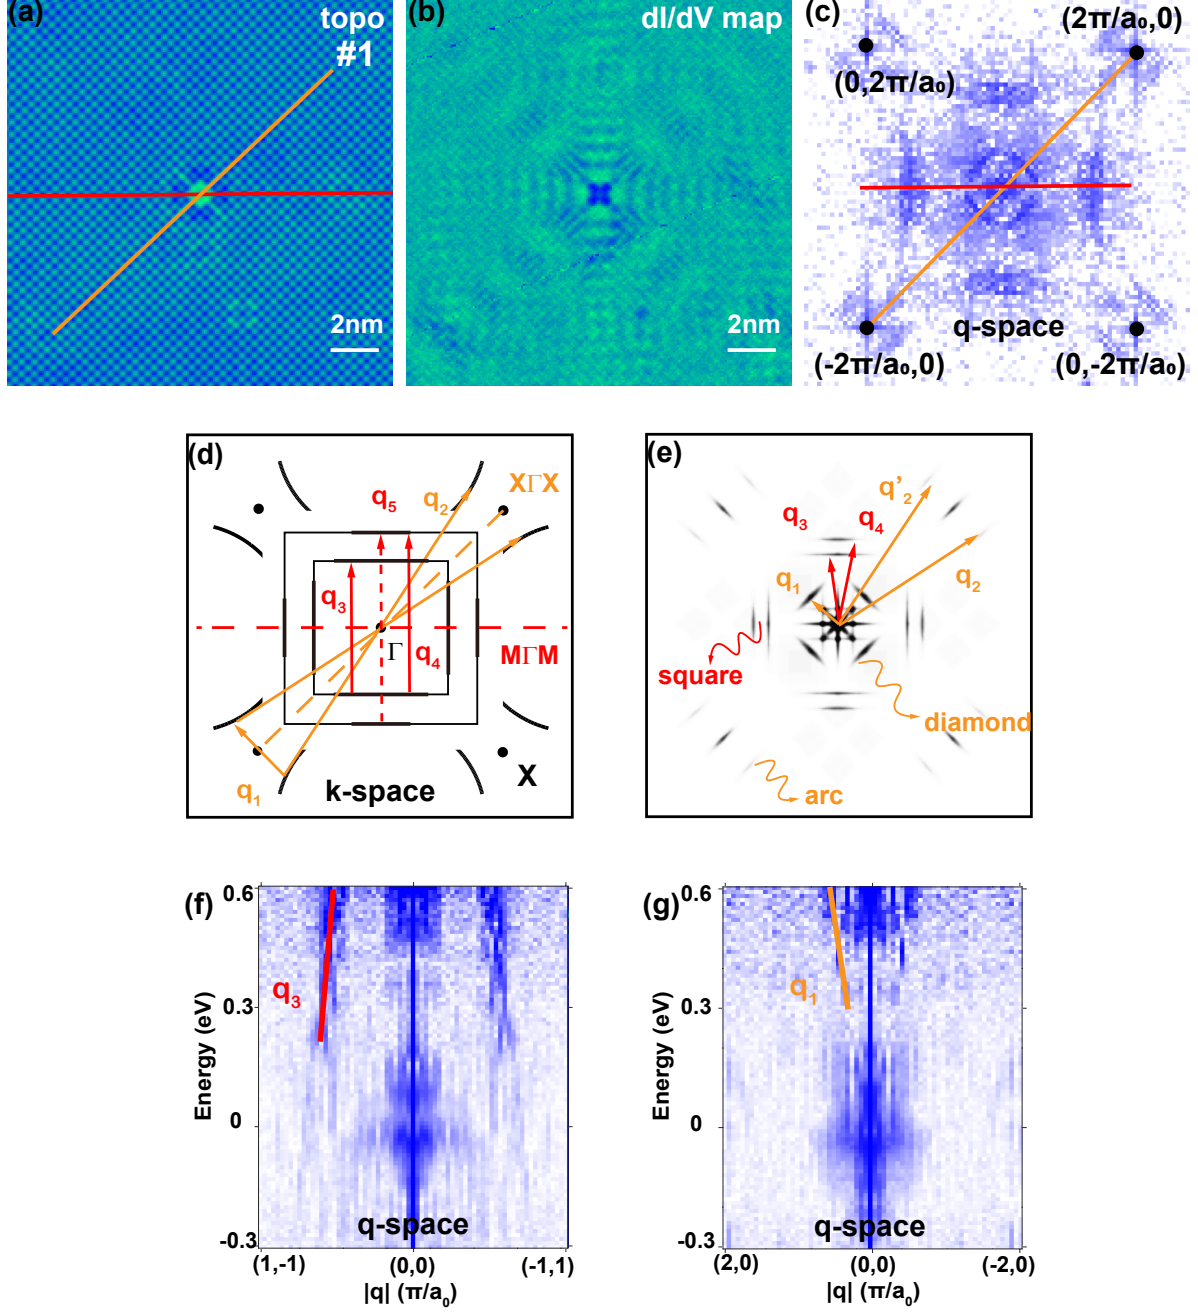 (a)
topo
#1
2nm
(b)
dI/dV map
2nm
(c)
(2π/a₀,0)
(0,2π/a₀)
q-space
(-2π/a₀,0)
(0,-2π/a₀)
(d)
q₅
q₂
XΓX
q₃
Γ
q₄
MΓM
q₁
k-space
X
(e)
q'₂
q₃
q₄
q₁
q₂
square
diamond
arc
(f)
0.6
q₃
0.3
Energy (eV)
0
q-space
-0.3
(1,-1)
(0,0)
(-1,1)
|q| (π/a₀)
(g)
0.6
q₁
0.3
Energy (eV)
0
q-space
-0.3
(2,0)
(0,0)
(-2,0)
|q| (π/a₀)